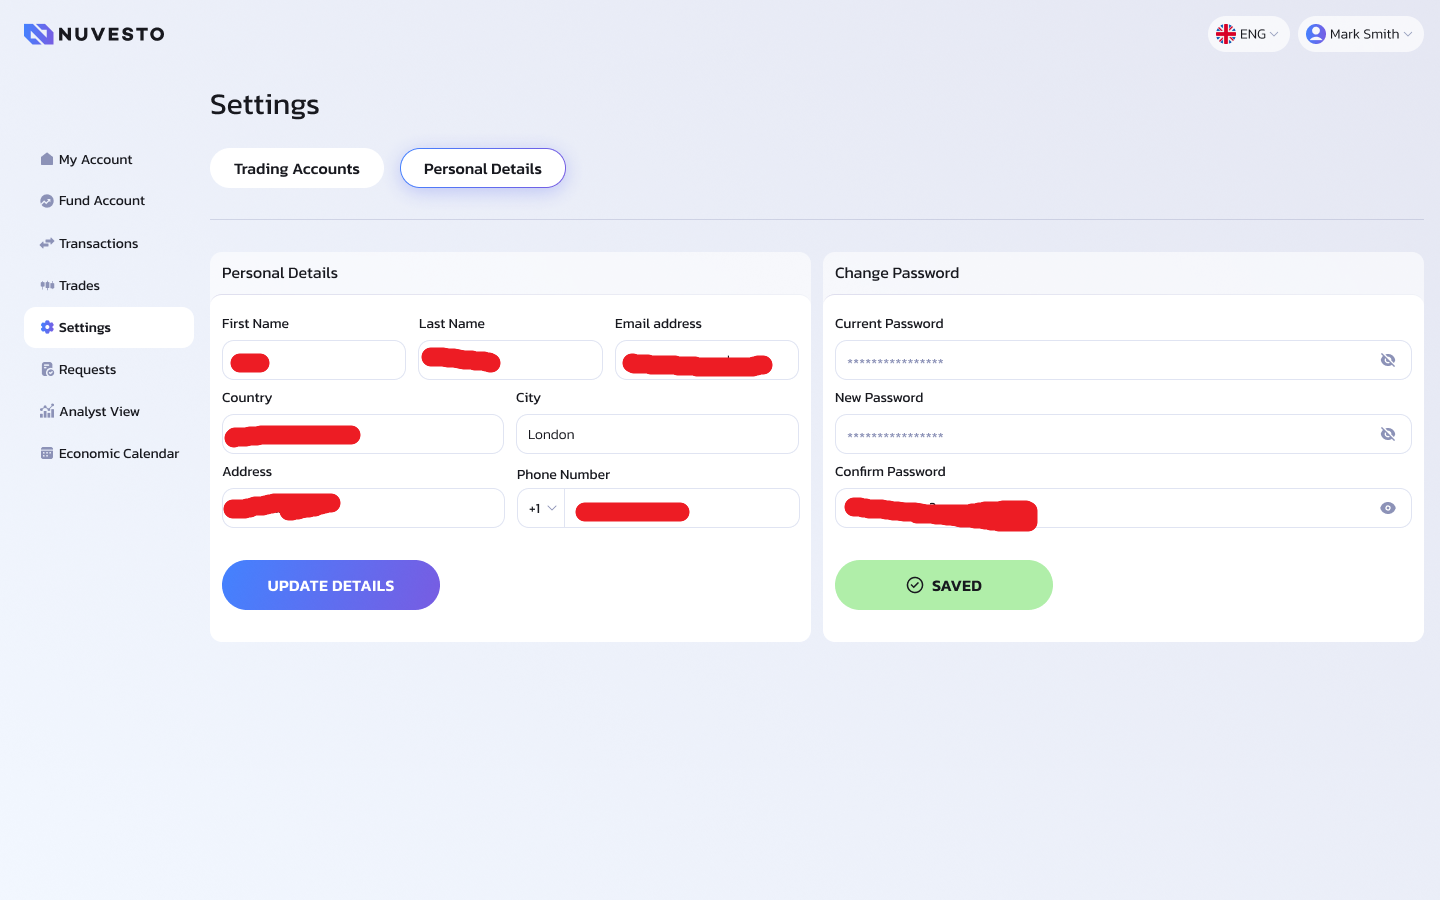 NUVESTO
ENG
Mark Smith
Settings
Trading Accounts
Personal Details
My Account
Fund Account
Transactions
Trades
Settings
Requests
Analyst View
Economic Calendar
Personal Details
First Name
Last Name
Email address
Country
City
London
Address
Phone Number
+1
UPDATE DETAILS
Change Password
Current Password
****************
New Password
****************
Confirm Password
SAVED